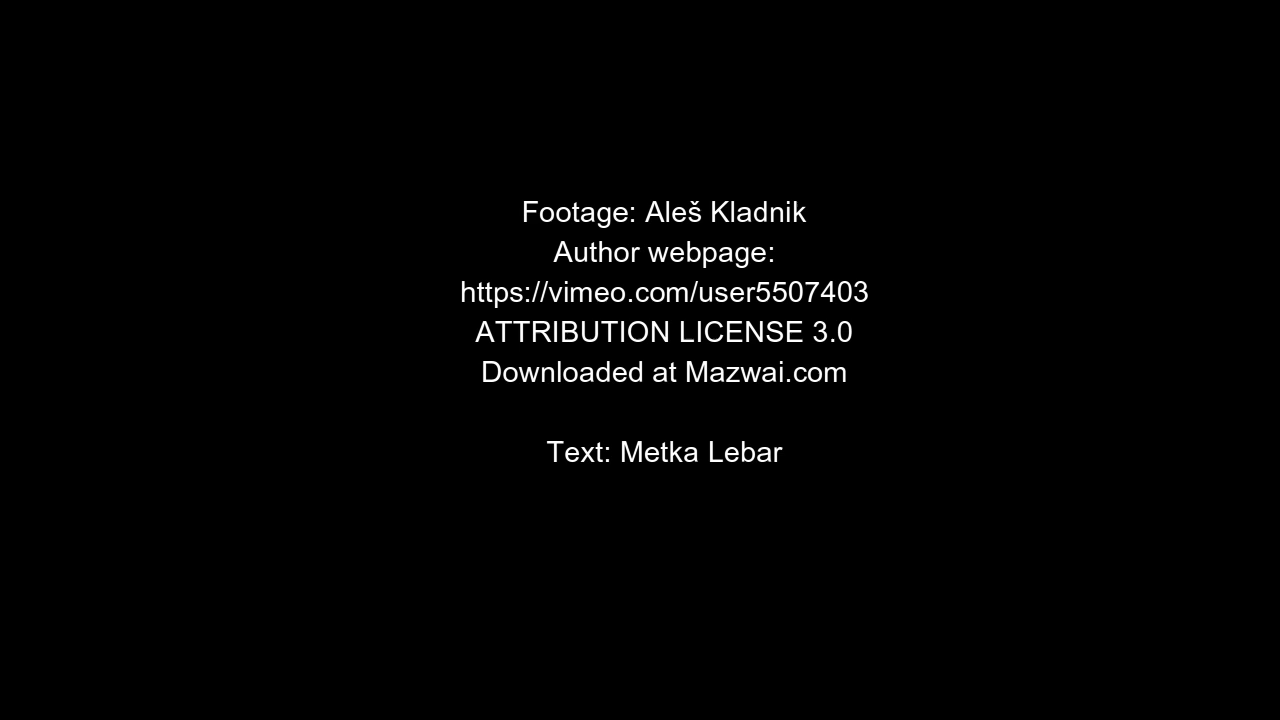 Footage: Aleš Kladnik
Author webpage:
https://vimeo.com/user5507403
ATTRIBUTION LICENSE 3.0
Downloaded at Mazwai.com
Text: Metka Lebar